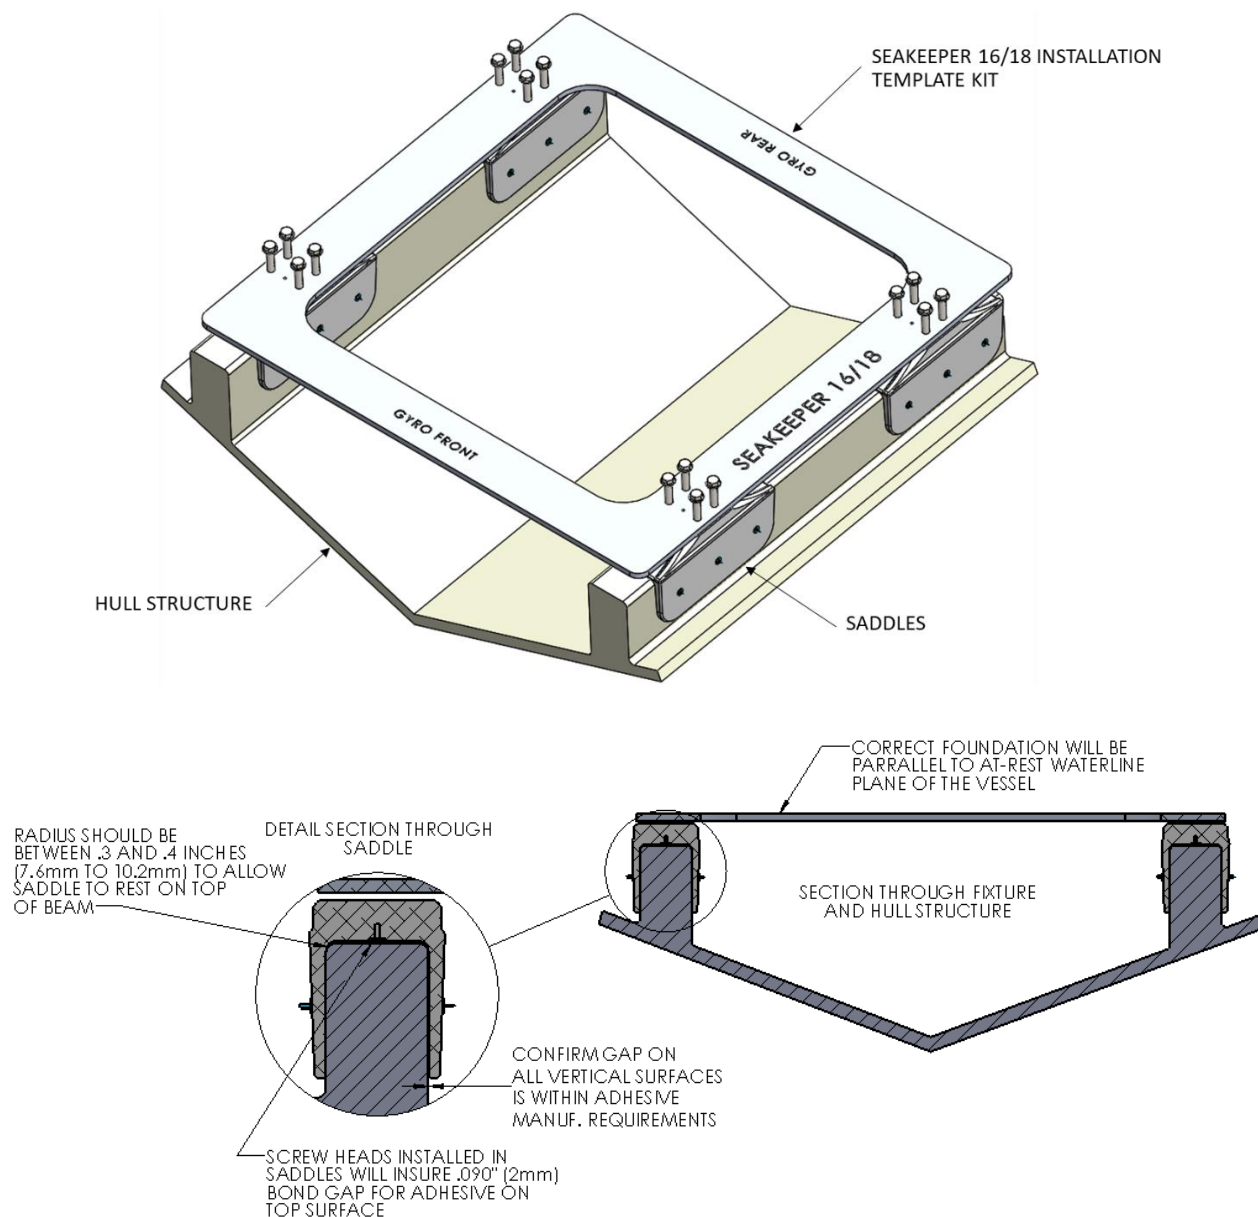 SEAKEEPER 16/18 INSTALLATION
TEMPLATE KIT
GYRO REAR
SEAKEEPER 16/18
GYRO FRONT
HULL STRUCTURE
SADDLES
CORRECT FOUNDATION WILL BE
PARRALLEL TO AT-REST WATERLINE
PLANE OF THE VESSEL
RADIUS SHOULD BE
BETWEEN .3 AND .4 INCHES
(7.6mm TO 10.2mm) TO ALLOW
SADDLE TO REST ON TOP
OF BEAM
DETAIL SECTION THROUGH
SADDLE
SECTION THROUGH FIXTURE
AND HULL STRUCTURE
CONFIRM GAP ON
ALL VERTICAL SURFACES
IS WITHIN ADHESIVE
MANUF. REQUIREMENTS
SCREW HEADS INSTALLED IN
SADDLES WILL INSURE .090" (2mm)
BOND GAP FOR ADHESIVE ON
TOP SURFACE